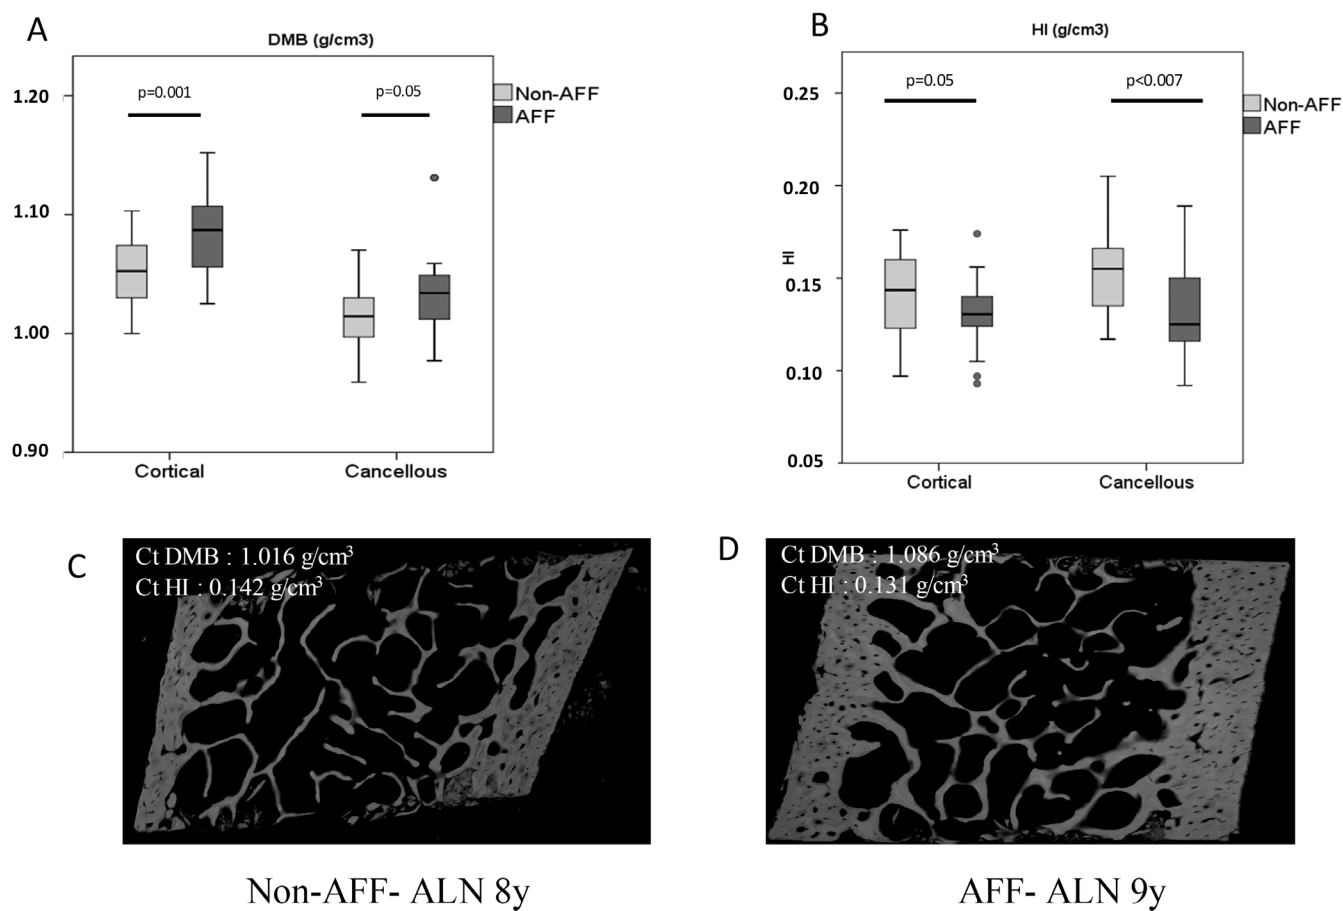 A
DMB (g/cm3)
p=0.001
p=0.05
Non-AFF
AFF
1.20
1.10
1.00
0.90
Cortical
Cancellous
B
HI (g/cm3)
p=0.05
p<0.007
Non-AFF
AFF
0.25
0.20
0.15
0.10
0.05
HI
Cortical
Cancellous
C
Ct DMB : 1.016 g/cm³
Ct HI : 0.142 g/cm³
Non-AFF- ALN 8y
D
Ct DMB : 1.086 g/cm³
Ct HI : 0.131 g/cm³
AFF- ALN 9y